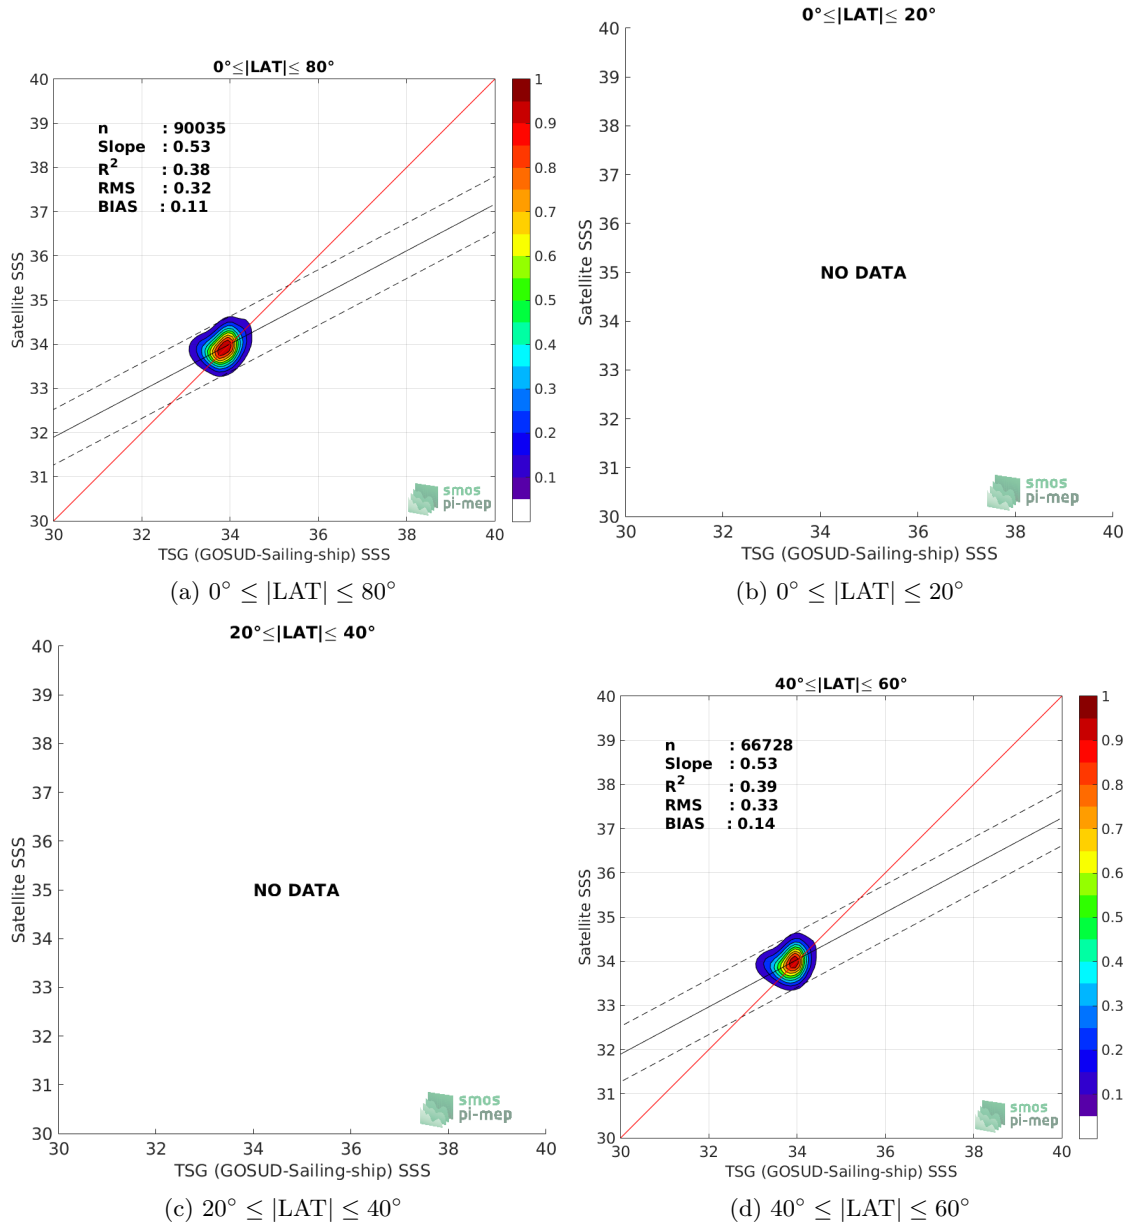 0°≤|LAT|≤ 80°
40
39
38
37
36
35
34
33
32
31
30
Satellite SSS
n : 90035
Slope : 0.53
R2 : 0.38
RMS : 0.32
BIAS : 0.11
1
0.9
0.8
0.7
0.6
0.5
0.4
0.3
0.2
0.1
smos
pi-mep
30 32 34 36 38 40
TSG (GOSUD-Sailing-ship) SSS
(a) 0° ≤ |LAT| ≤ 80°
0°≤|LAT|≤ 20°
40
39
38
37
36
35
34
33
32
31
30
Satellite SSS
NO DATA
smos
pi-mep
30 32 34 36 38 40
TSG (GOSUD-Sailing-ship) SSS
(b) 0° ≤ |LAT| ≤ 20°
20°≤|LAT|≤ 40°
40
39
38
37
36
35
34
33
32
31
30
Satellite SSS
NO DATA
smos
pi-mep
30 32 34 36 38 40
TSG (GOSUD-Sailing-ship) SSS
(c) 20° ≤ |LAT| ≤ 40°
40°≤|LAT|≤ 60°
40
39
38
37
36
35
34
33
32
31
30
Satellite SSS
n : 66728
Slope : 0.53
R2 : 0.39
RMS : 0.33
BIAS : 0.14
1
0.9
0.8
0.7
0.6
0.5
0.4
0.3
0.2
0.1
smos
pi-mep
30 32 34 36 38 40
TSG (GOSUD-Sailing-ship) SSS
(d) 40° ≤ |LAT| ≤ 60°